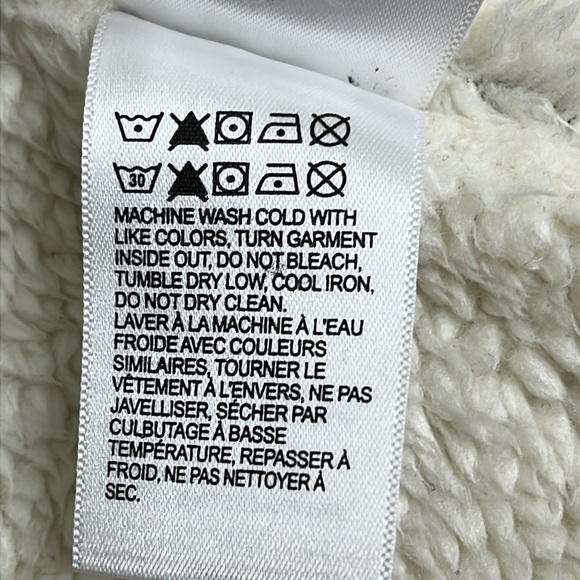 30
MACHINE WASH COLD WITH
LIKE COLORS, TURN GARMENT
INSIDE OUT, DO NOT BLEACH,
TUMBLE DRY LOW, COOL IRON,
DO NOT DRY CLEAN.
LAVER À LA MACHINE À L'EAU
FROIDE AVEC COULEURS
SIMILAIRES, TOURNER LE
VÉTEMENT À L'ENVERS, NE PAS
JAVELLISER, SÉCHER PAR
CULBUTAGE À BASSE
TEMPÉRATURE, REPASSER À
FROID, NE PAS NETTOYER À
SEC.